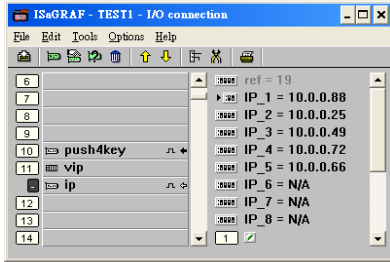 ISaGRAF - TEST1 - I/O connection
File Edit Tools Options Help
6
7
8
9
10 push4key
11 vip
ip
12
13
14
ref = 19
IP_1 = 10.0.0.88
IP_2 = 10.0.0.25
IP_3 = 10.0.0.49
IP_4 = 10.0.0.72
IP_5 = 10.0.0.66
IP_6 = N/A
IP_7 = N/A
IP_8 = N/A
1